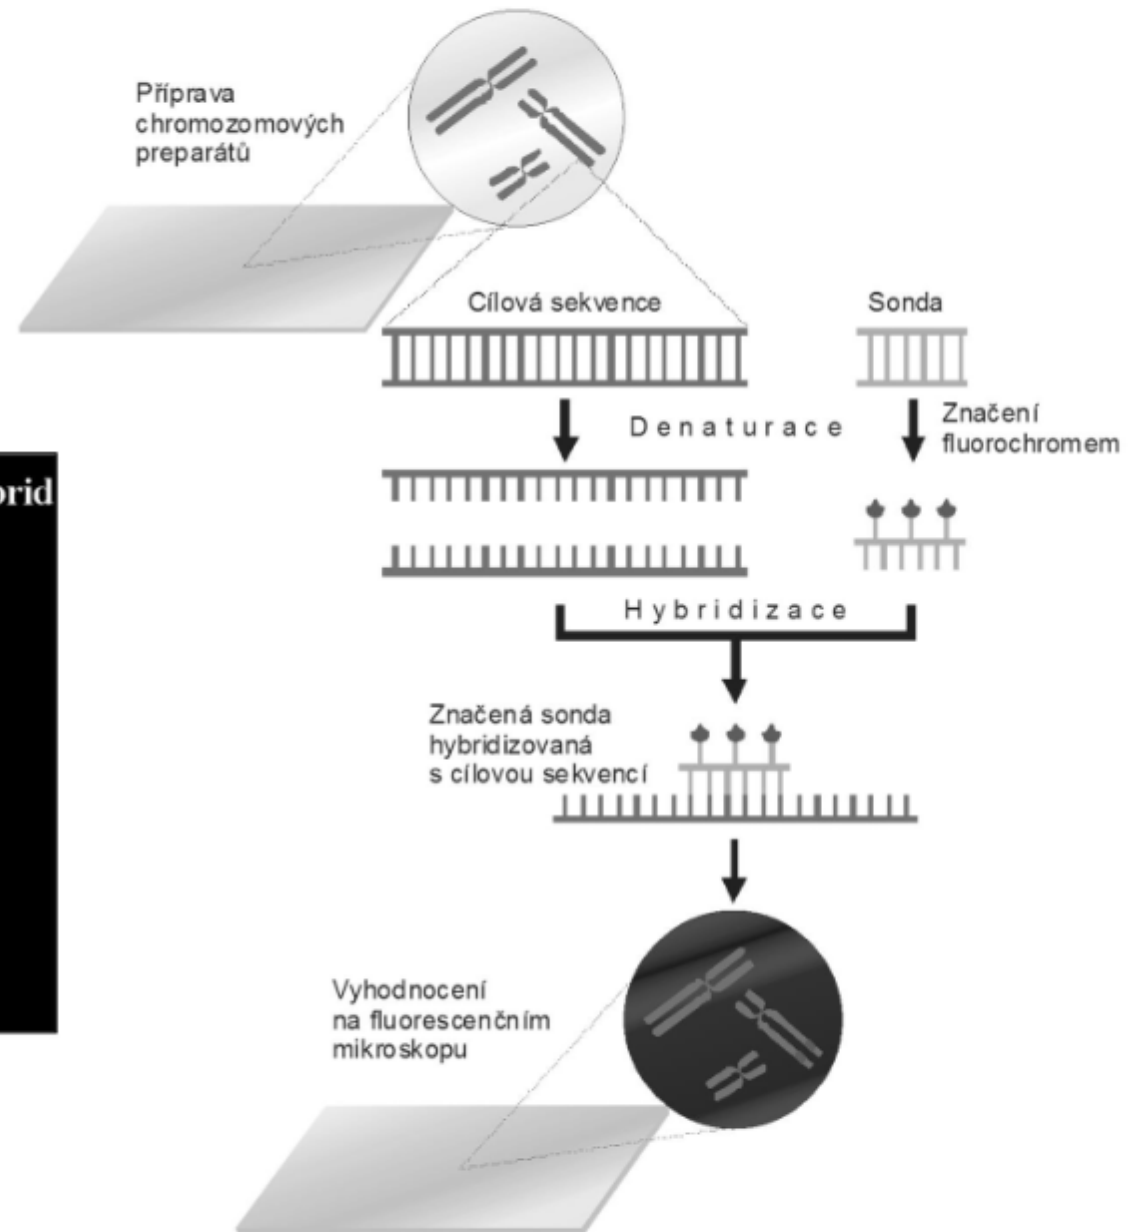 Příprava
chromozomových
preparátů
Cílová sekvence
Sonda
Denaturace
Značení
fluorochromem
Hybridizace
Značená sonda
hybridizovaná
s cílovou sekvencí
Vyhodnocení
na fluorescenčním
mikroskopu